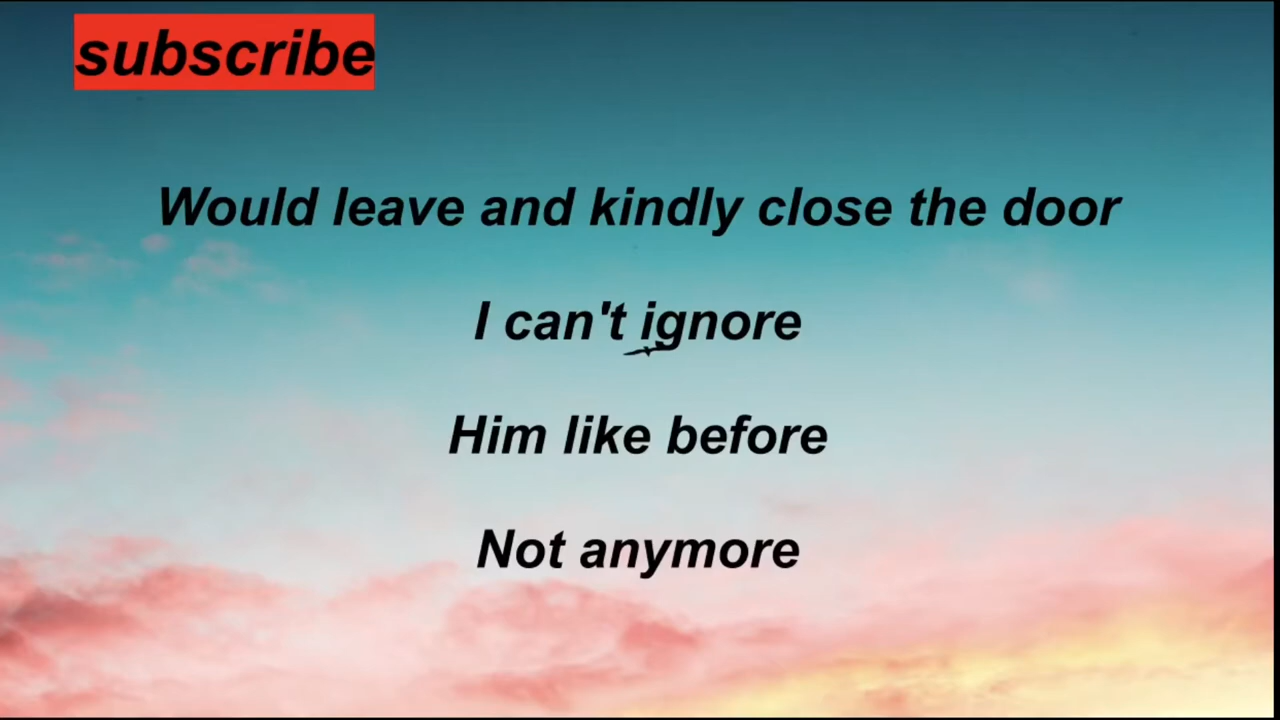 subscribe
Would leave and kindly close the door
I can't ignore
Him like before
Not anymore